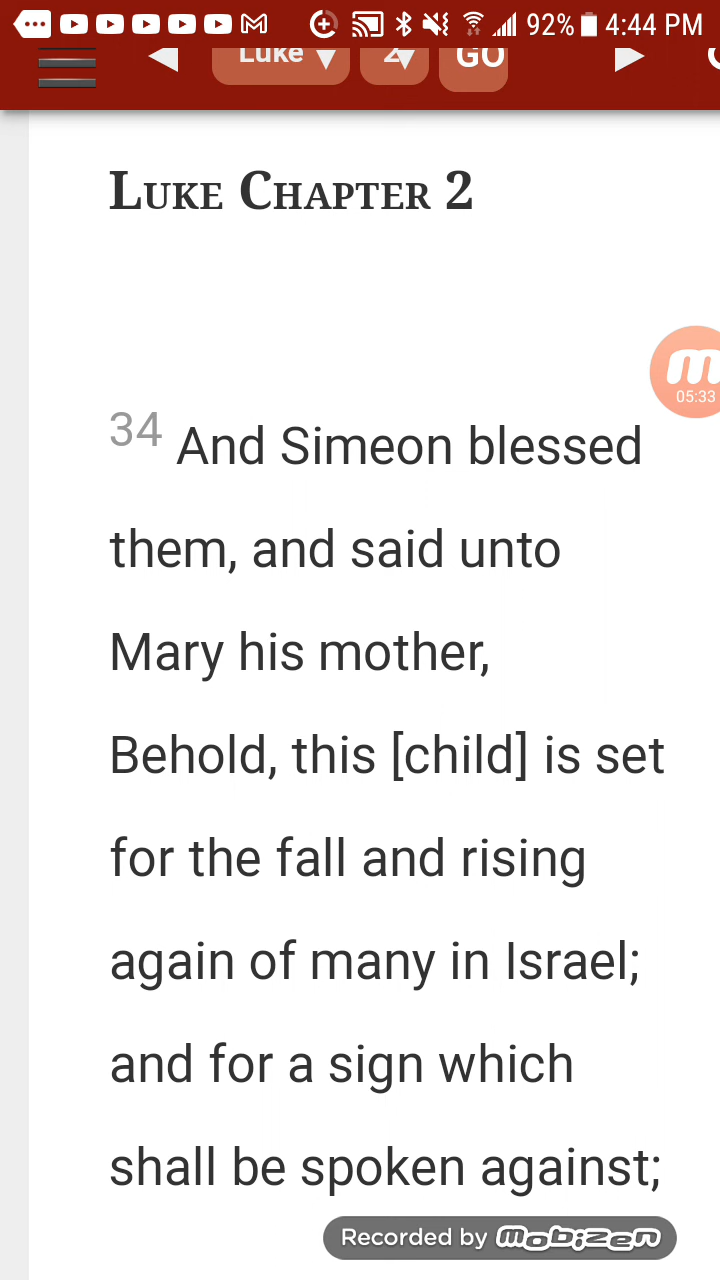 92% 4:44 PM
Luke 2 GO
Luke Chapter 2
05:33
34 And Simeon blessed
them, and said unto
Mary his mother,
Behold, this [child] is set
for the fall and rising
again of many in Israel;
and for a sign which
shall be spoken against;
Recorded by mobizen